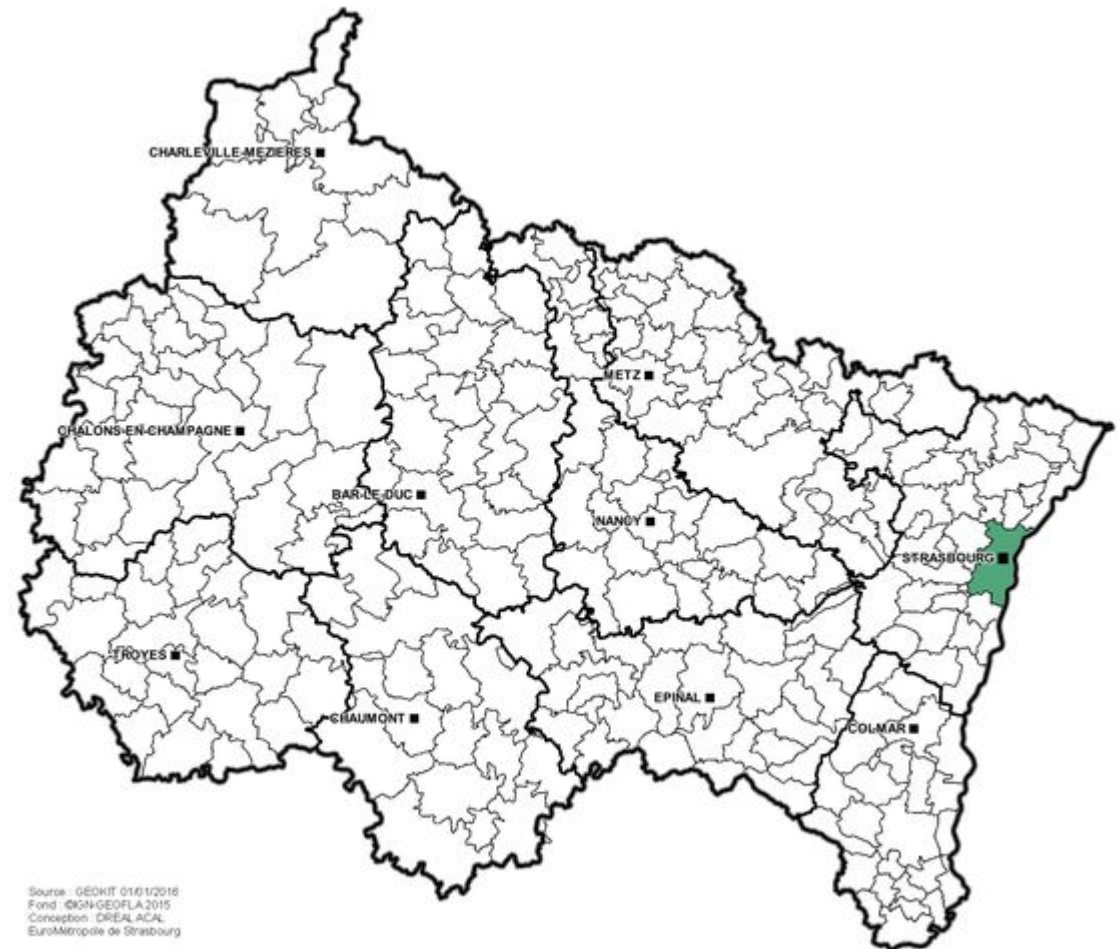 CHARLEVILLE-MEZIERES
METZ
CHALONS-EN-CHAMPAGNE
BAR-LE-DUC
NANCY
STRASBOURG
TROYES
EPINAL
CHAUMONT
COLMAR
Source : GEOKIT 01/01/2016
Fond : ©IGN-GEOFLA 2015
Conception : DREAL ACAL
EuroMétropole de Strasbourg